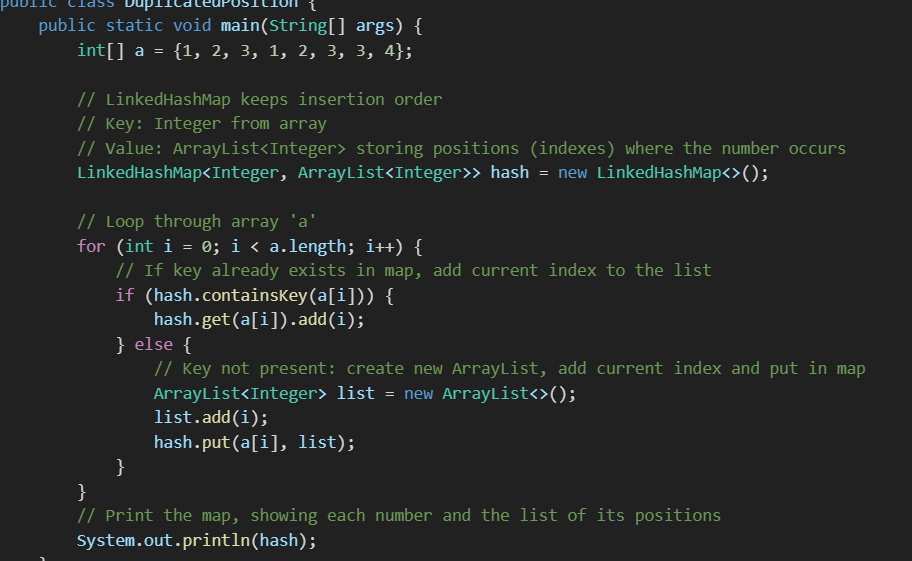 public class DuplicatedPosition {
    public static void main(String[] args) {
        int[] a = {1, 2, 3, 1, 2, 3, 3, 4};

        // LinkedHashMap keeps insertion order
        // Key: Integer from array
        // Value: ArrayList<Integer> storing positions (indexes) where the number occurs
        LinkedHashMap<Integer, ArrayList<Integer>> hash = new LinkedHashMap<>();

        // Loop through array 'a'
        for (int i = 0; i < a.length; i++) {
            // If key already exists in map, add current index to the list
            if (hash.containsKey(a[i])) {
                hash.get(a[i]).add(i);
            } else {
                // Key not present: create new ArrayList, add current index and put in map
                ArrayList<Integer> list = new ArrayList<>();
                list.add(i);
                hash.put(a[i], list);
            }
        }
        // Print the map, showing each number and the list of its positions
        System.out.println(hash);
    }